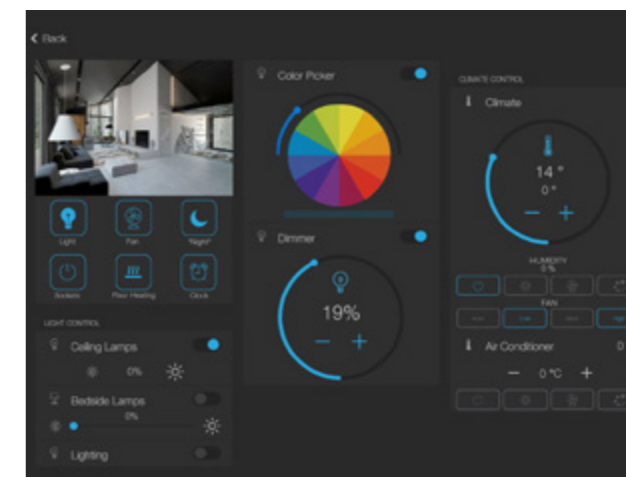 Back
Light
Fan
"Night"
Floor Heating
Clock
LIGHT CONTROL
Ceiling Lamps
0%
Bedside Lamps
0%
Lighting
Color Picker
Dimmer
19%
CLIMATE CONTROL
Climate
14 °
0 °
HUMIDITY
0 %
FAN
Air Conditioner
0
0 °C